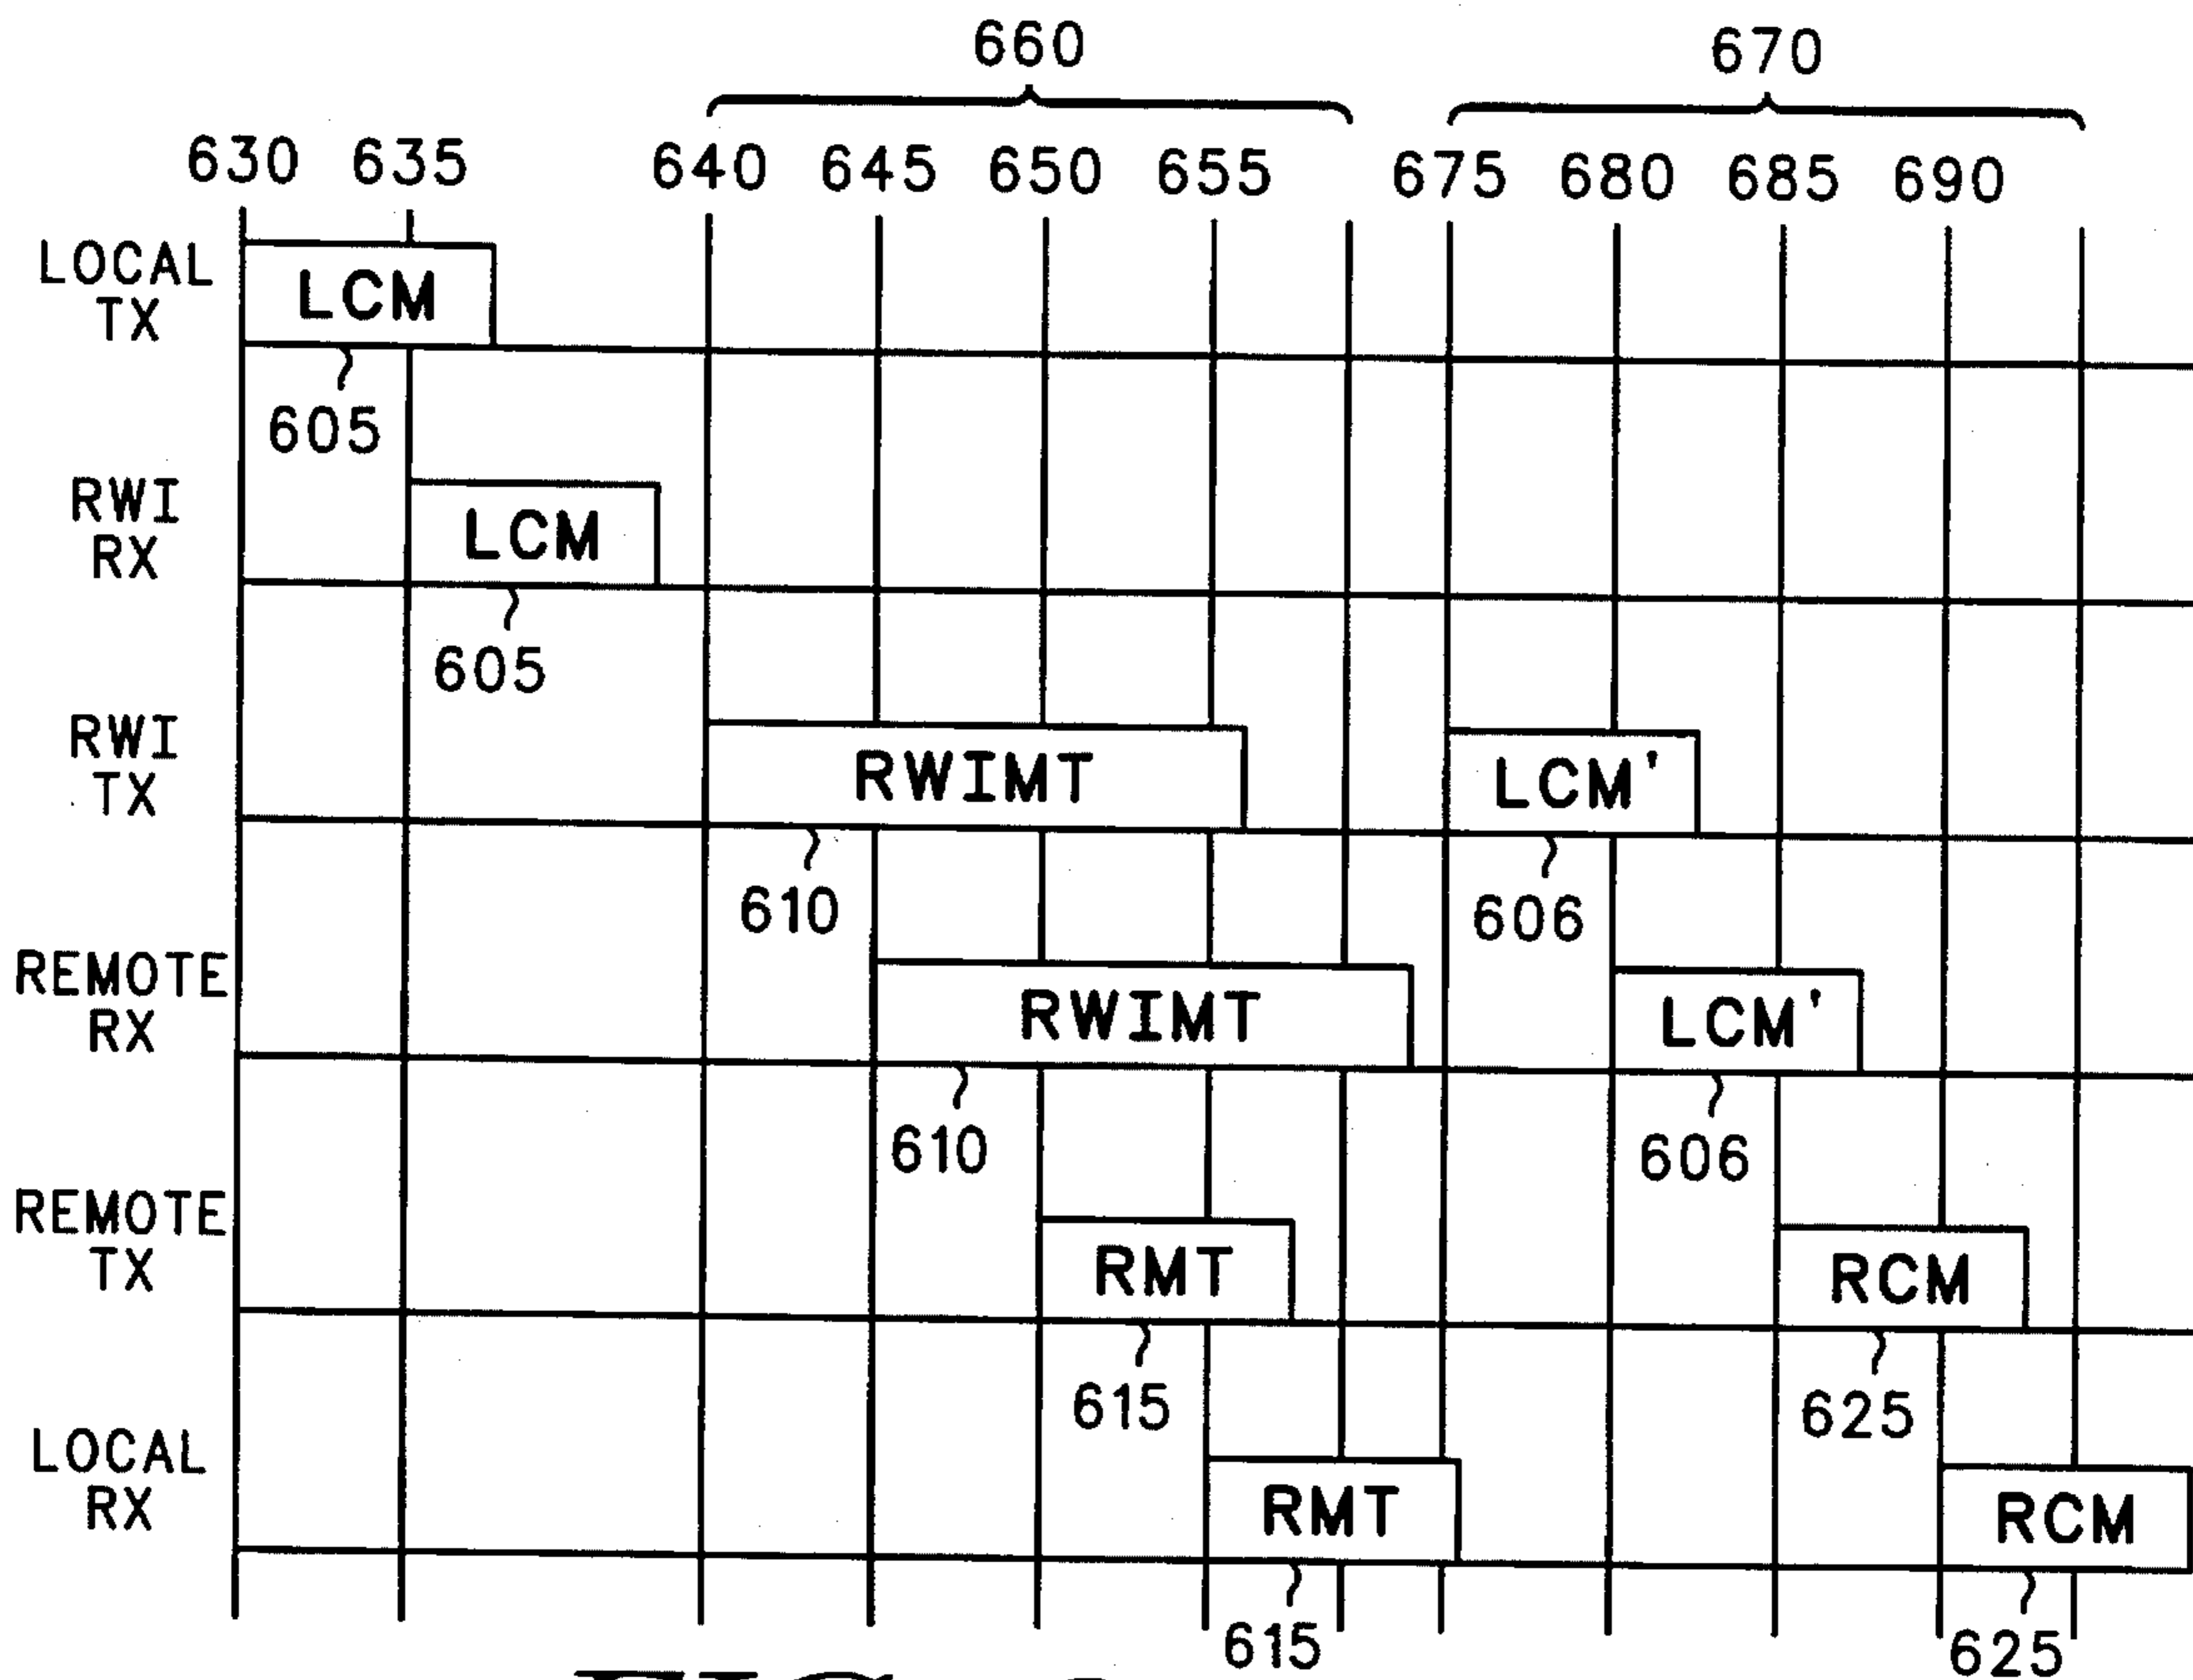 660 670
630 635 640 645 650 655 675 680 685 690
LOCAL
TX
LCM
605
RWI
RX
LCM
605
RWI
TX
RWIMT LCM'
610 606
REMOTE
RX
RWIMT LCM'
610 606
REMOTE
TX
RMT RCM
615 625
LOCAL
RX
RMT RCM
615 625